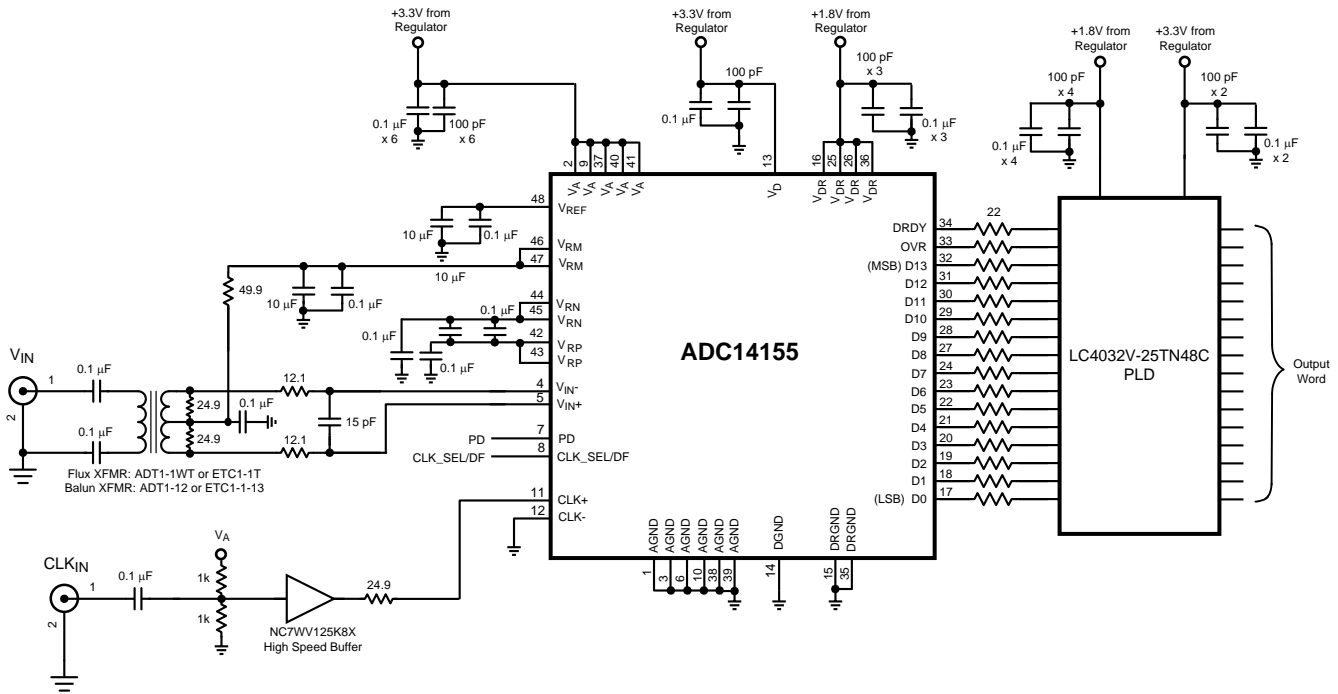 +3.3V from
Regulator
+3.3V from
Regulator
+1.8V from
Regulator
+1.8V from
Regulator
+3.3V from
Regulator
0.1 µF
x 6
100 pF
x 6
100 pF
0.1 µF
100 pF
x 3
0.1 µF
x 3
100 pF
x 4
0.1 µF
x 4
100 pF
x 2
0.1 µF
x 2
2
9
37
40
41
VA
VA
VA
VA
VA
13
VD
16
25
26
36
VDR
VDR
VDR
VDR
10 µF
0.1 µF
48
VREF
46
VRM
47
VRM
10 µF
49.9
10 µF
0.1 µF
44
VRN
45
VRN
42
VRP
43
VRP
0.1 µF
0.1 µF
0.1 µF
ADC14155
VIN
1
2
0.1 µF
0.1 µF
24.9
24.9
0.1 µF
12.1
12.1
15 pF
4
VIN-
5
VIN+
Flux XFMR: ADT1-1WT or ETC1-1T
Balun XFMR: ADT1-12 or ETC1-1-13
PD
7
PD
CLK_SEL/DF
8
CLK_SEL/DF
11
CLK+
12
CLK-
CLKIN
1
2
0.1 µF
VA
1k
1k
NC7WV125K8X
High Speed Buffer
24.9
AGND
AGND
AGND
AGND
AGND
AGND
1
3
6
10
38
39
DGND
14
DRGND
DRGND
15
35
22
DRDY 34
OVR 33
(MSB) D13 32
D12 31
D11 30
D10 29
D9 28
D8 27
D7 24
D6 23
D5 22
D4 21
D3 20
D2 19
D1 18
(LSB) D0 17
LC4032V-25TN48C
PLD
Output
Word